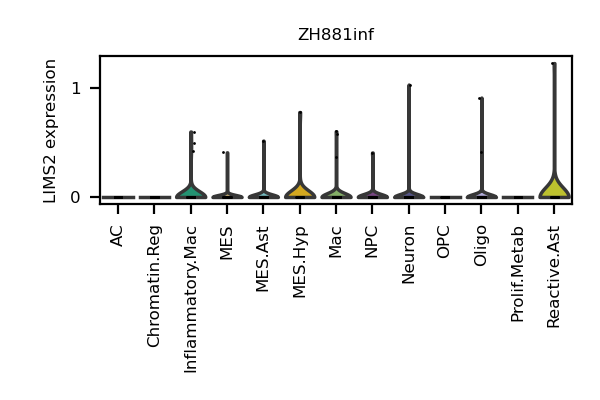 ZH881inf
LIMS2 expression
1
0
AC
Chromatin.Reg
Inflammatory.Mac
MES
MES.Ast
MES.Hyp
Mac
NPC
Neuron
OPC
Oligo
Prolif.Metab
Reactive.Ast